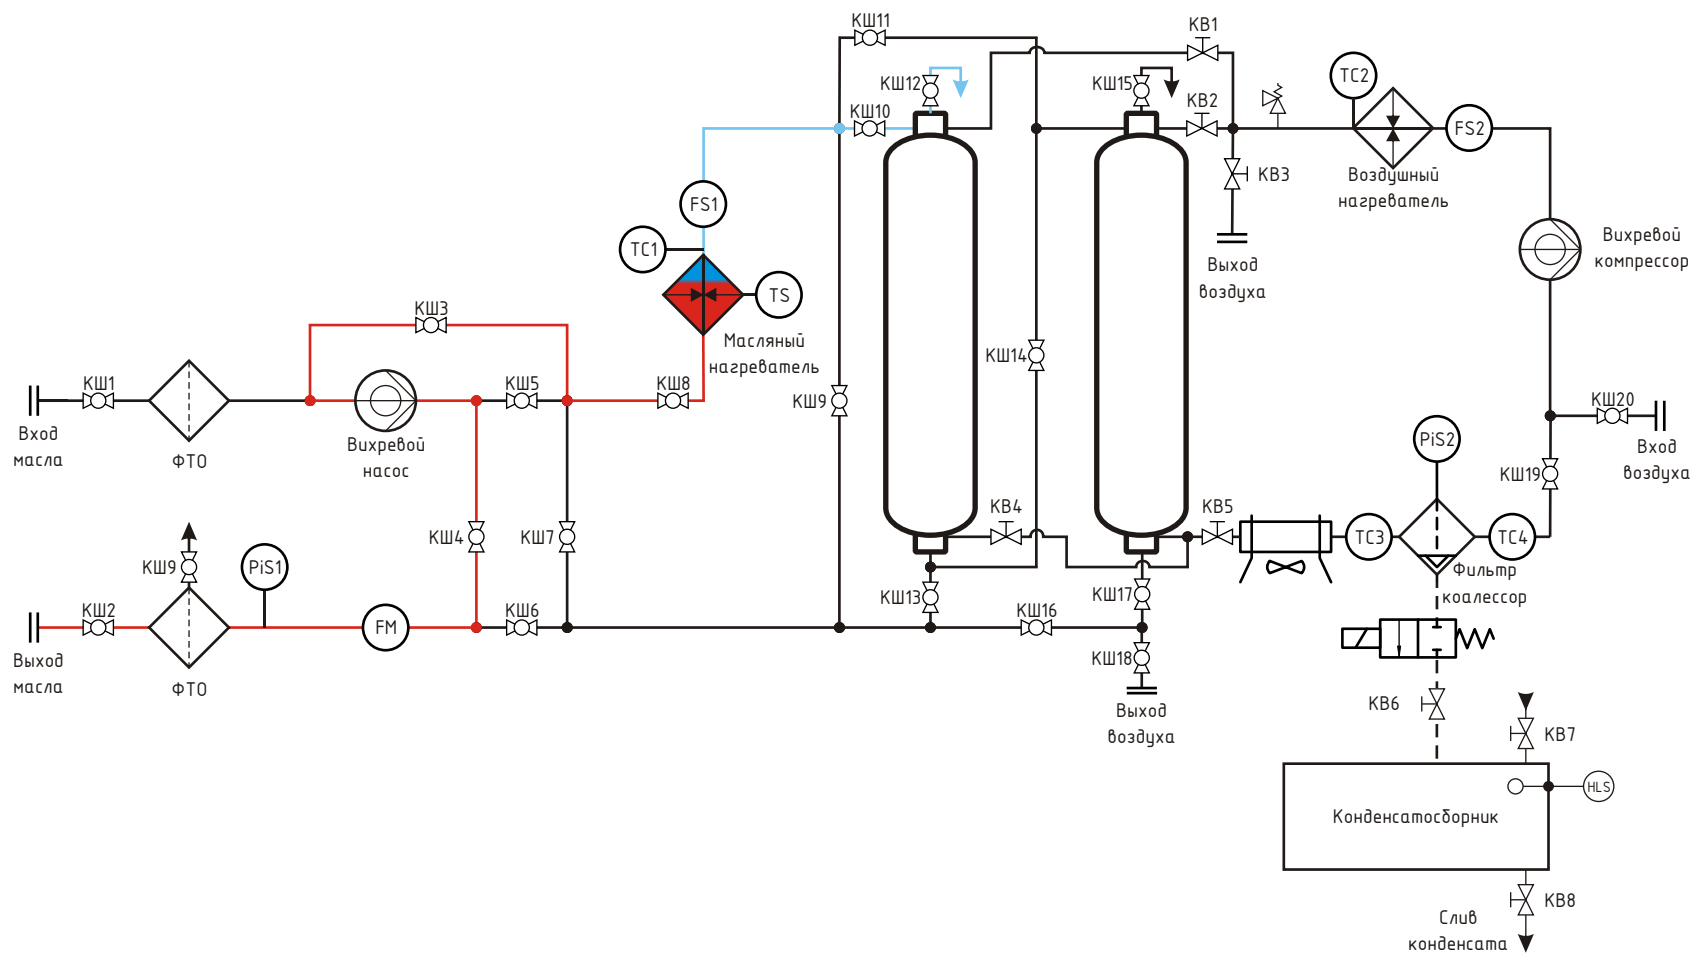 КШ11
КВ1
КШ12
КШ15
ТС2
КШ10
КВ2
FS2
КВ3
Воздушный
нагреватель
FS1
ТС1
Вихревой
компрессор
Выход
воздуха
TS
КШ3
Масляный
нагреватель
КШ14
КШ1
КШ5
КШ8
КШ9
КШ20
Вход
масла
ФТО
Вихревой
насос
PiS2
Вход
воздуха
КШ19
КВ4
КВ5
КШ4
КШ7
ТС3
ТС4
КШ9
PiS1
Фильтр
коалессор
КШ2
КШ6
КШ13
КШ16
КШ17
FM
Выход
масла
ФТО
КШ18
Выход
воздуха
КВ6
КВ7
HLS
Конденсатосборник
КВ8
Слив
конденсата